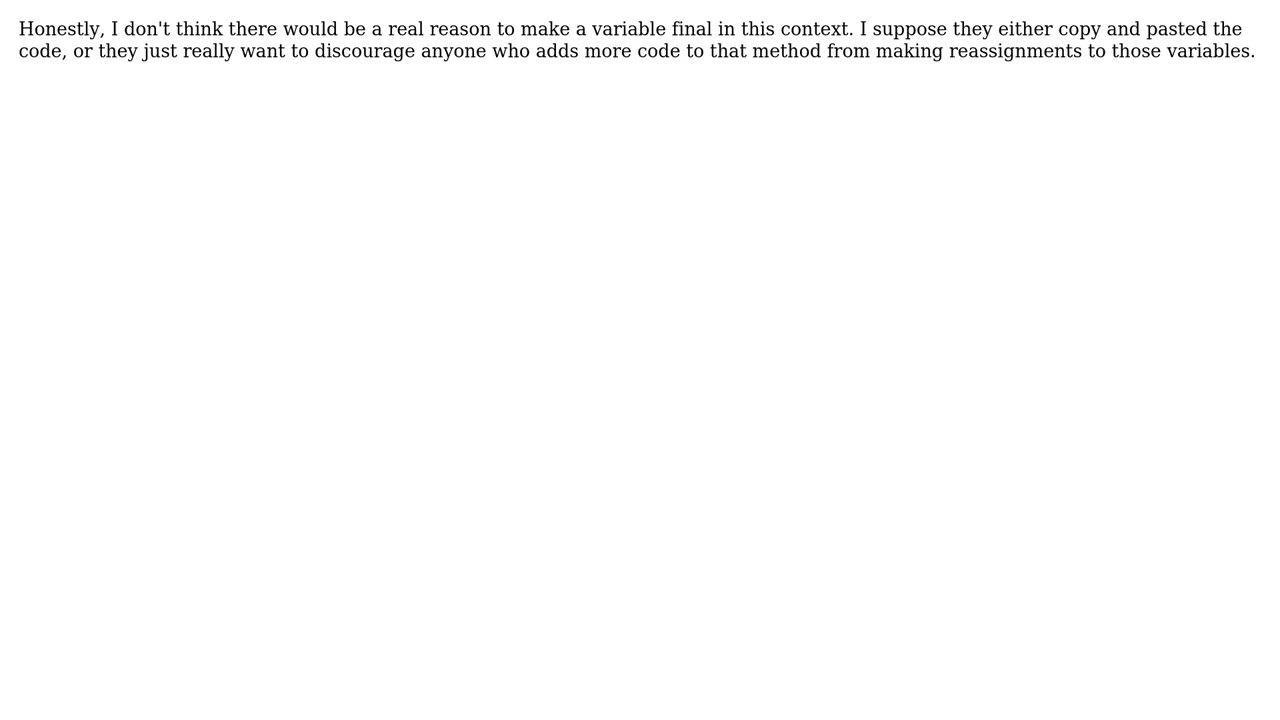 Honestly, I don't think there would be a real reason to make a variable final in this context. I suppose they either copy and pasted the
code, or they just really want to discourage anyone who adds more code to that method from making reassignments to those variables.